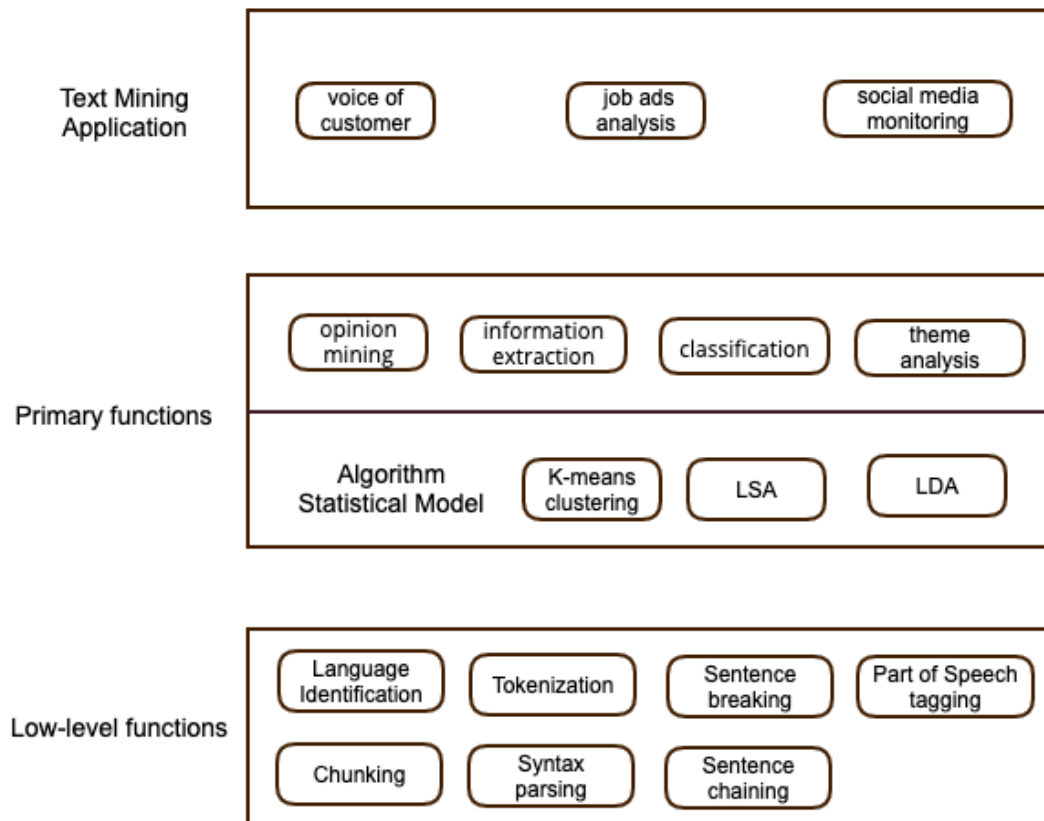 Text Mining
Application
voice of
customer
job ads
analysis
social media
monitoring
Primary functions
opinion
mining
information
extraction
classification
theme
analysis
Algorithm
Statistical Model
K-means
clustering
LSA
LDA
Low-level functions
Language
Identification
Tokenization
Sentence
breaking
Part of Speech
tagging
Chunking
Syntax
parsing
Sentence
chaining